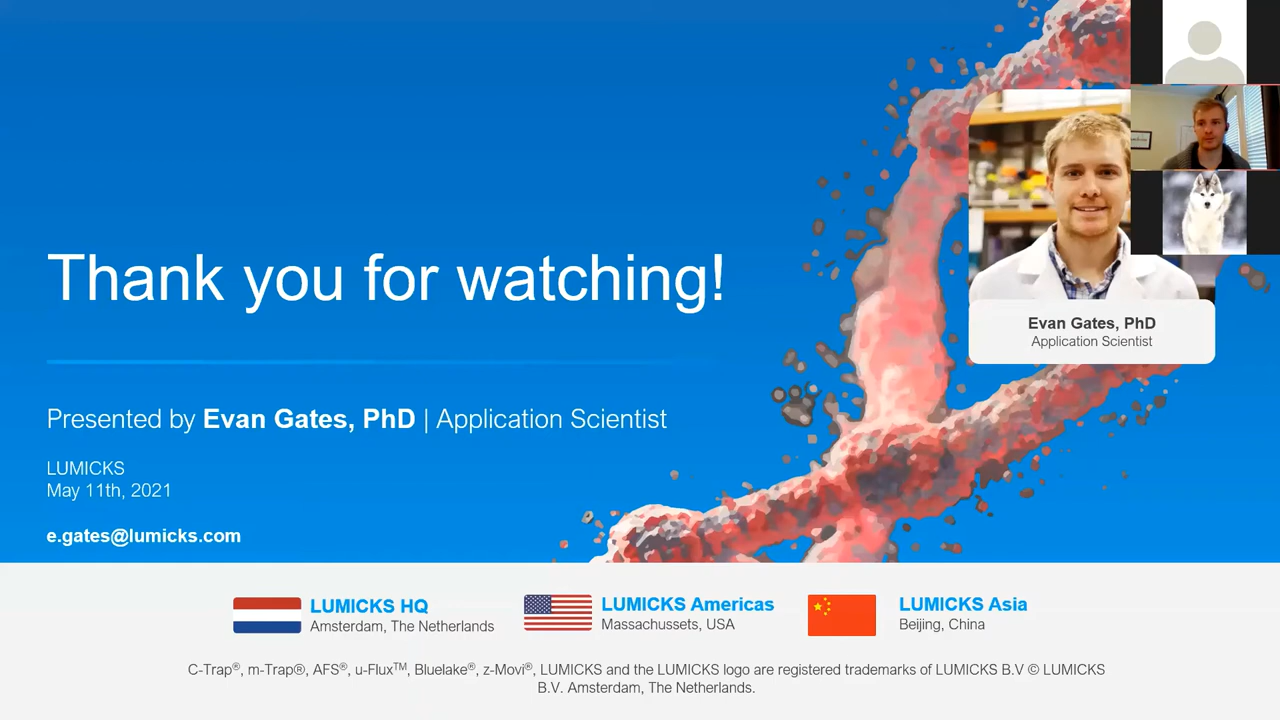 Thank you for watching!
Evan Gates, PhD
Application Scientist
Presented by Evan Gates, PhD | Application Scientist
LUMICKS
May 11th, 2021
e.gates@lumicks.com
LUMICKS HQ
Amsterdam, The Netherlands
LUMICKS Americas
Massachussets, USA
LUMICKS Asia
Beijing, China
C-Trap®, m-Trap®, AFS®, u-Flux™, Bluelake®, z-Movi®, LUMICKS and the LUMICKS logo are registered trademarks of LUMICKS B.V © LUMICKS
B.V. Amsterdam, The Netherlands.